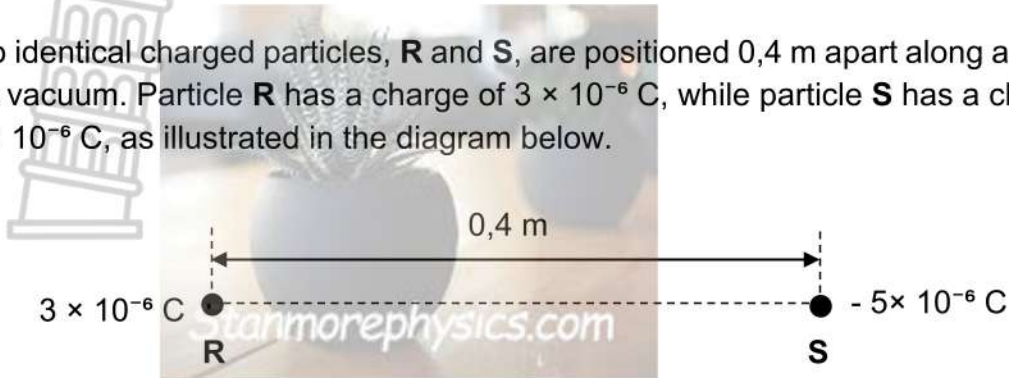 o identical charged particles, R and S, are positioned 0,4 m apart along a
vacuum. Particle R has a charge of 3 × 10⁻⁶ C, while particle S has a
10⁻⁶ C, as illustrated in the diagram below.
0,4 m
3 × 10⁻⁶ C
- 5× 10⁻⁶ C
Stanmorephysics.com
R
S